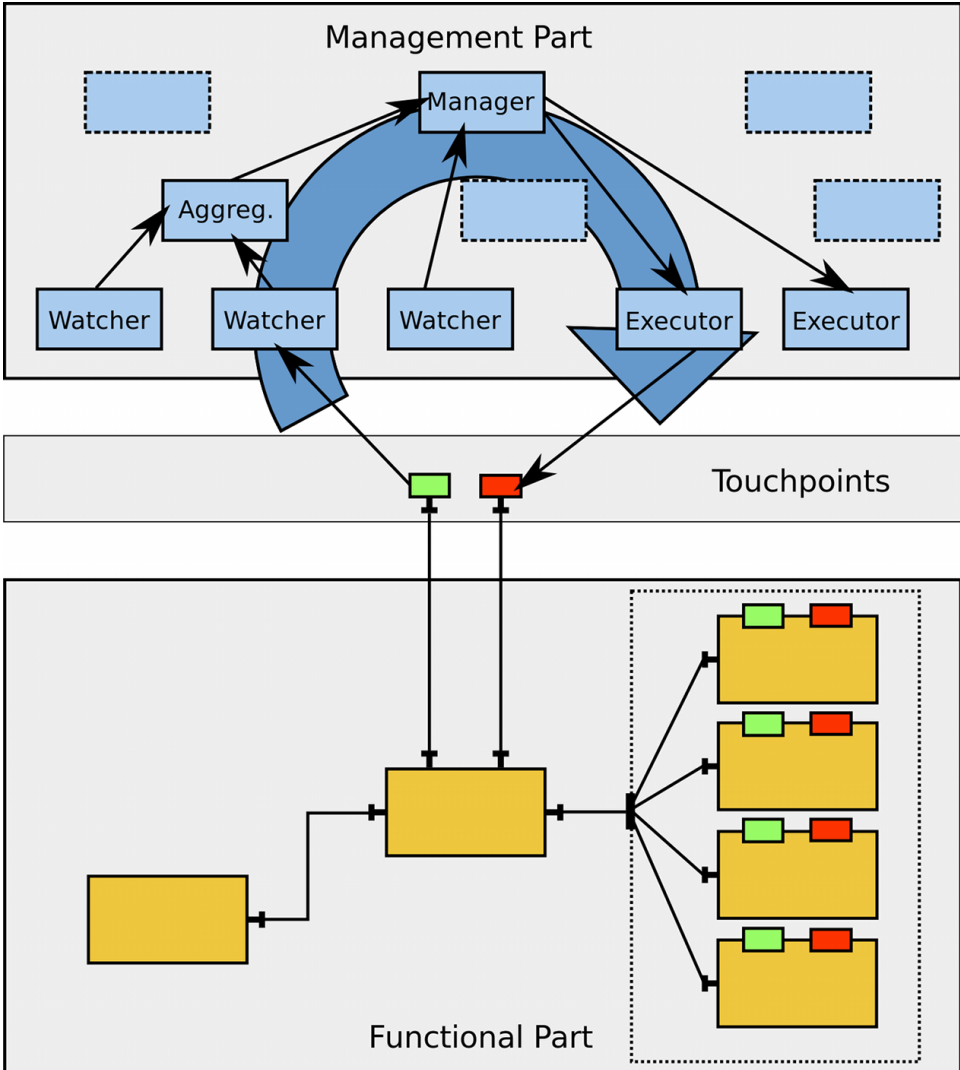 Management Part
Manager
Aggreg.
Watcher
Watcher
Watcher
Executor
Executor
Touchpoints
Functional Part